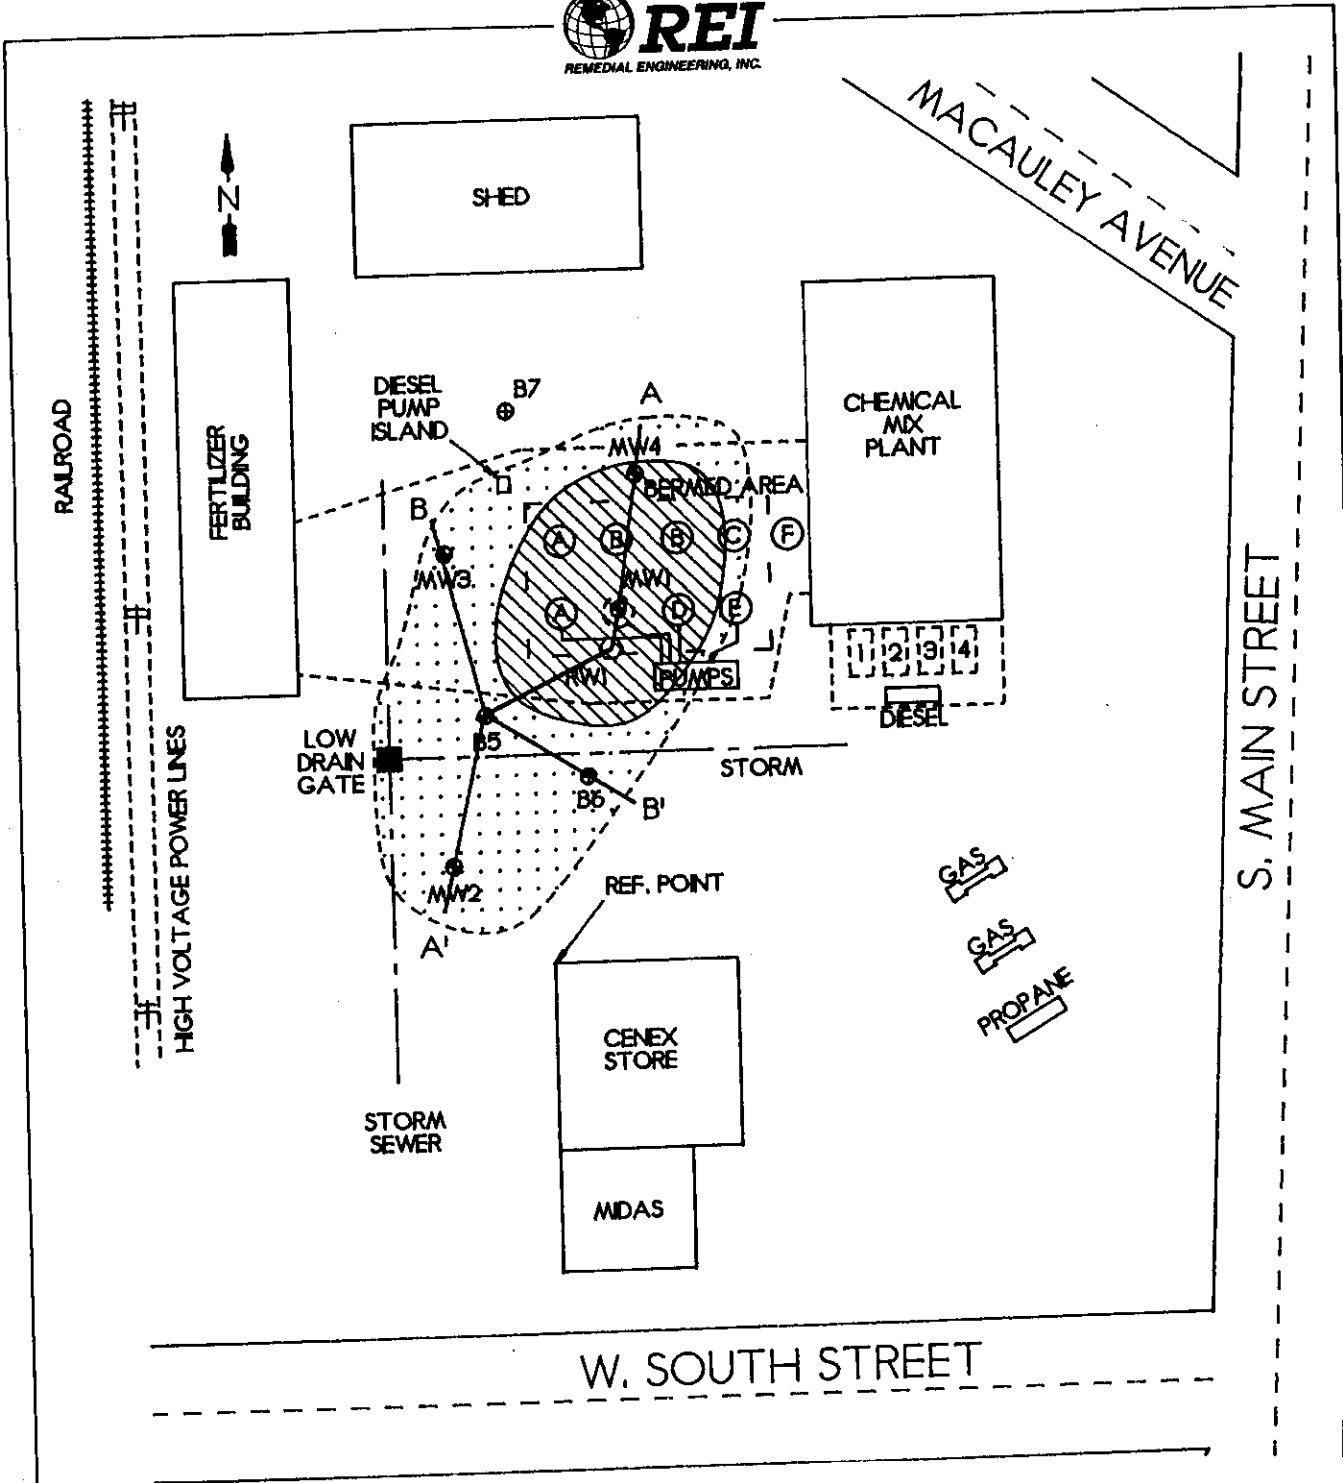 REI
REMEDIAL ENGINEERING, INC.
MACAULEY AVENUE
N
SHED
RAILROAD
FERTILIZER
BUILDING
DIESEL
PUMP
ISLAND
B7
A
CHEMICAL
MIX
PLANT
MW4
BERMED AREA
B
A
B
B
C
F
MW3
MW1
A
D
E
1
2
3
4
RW1
PUMPS
DIESEL
S. MAIN STREET
HIGH VOLTAGE POWER LINES
LOW
DRAIN
GATE
B5
STORM
B6
B'
GAS
MW2
REF. POINT
A'
GAS
PROPANE
CENEX
STORE
STORM
SEWER
MIDAS
W. SOUTH STREET